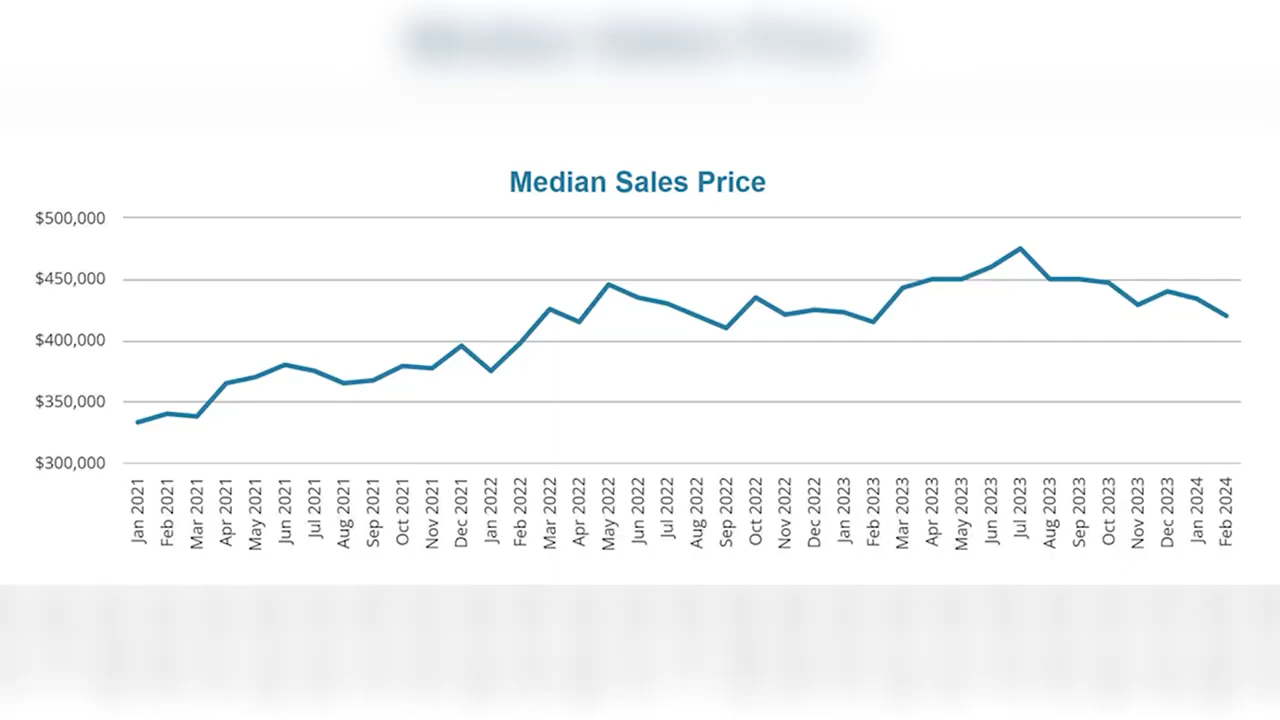 Median Sales Price
$500,000
$450,000
$400,000
$350,000
$300,000
Jan 2021
Feb 2021
Mar 2021
Apr 2021
May 2021
Jun 2021
Jul 2021
Aug 2021
Sep 2021
Oct 2021
Nov 2021
Dec 2021
Jan 2022
Feb 2022
Mar 2022
Apr 2022
May 2022
Jun 2022
Jul 2022
Aug 2022
Sep 2022
Oct 2022
Nov 2022
Dec 2022
Jan 2023
Feb 2023
Mar 2023
Apr 2023
May 2023
Jun 2023
Jul 2023
Aug 2023
Sep 2023
Oct 2023
Nov 2023
Dec 2023
Jan 2024
Feb 2024